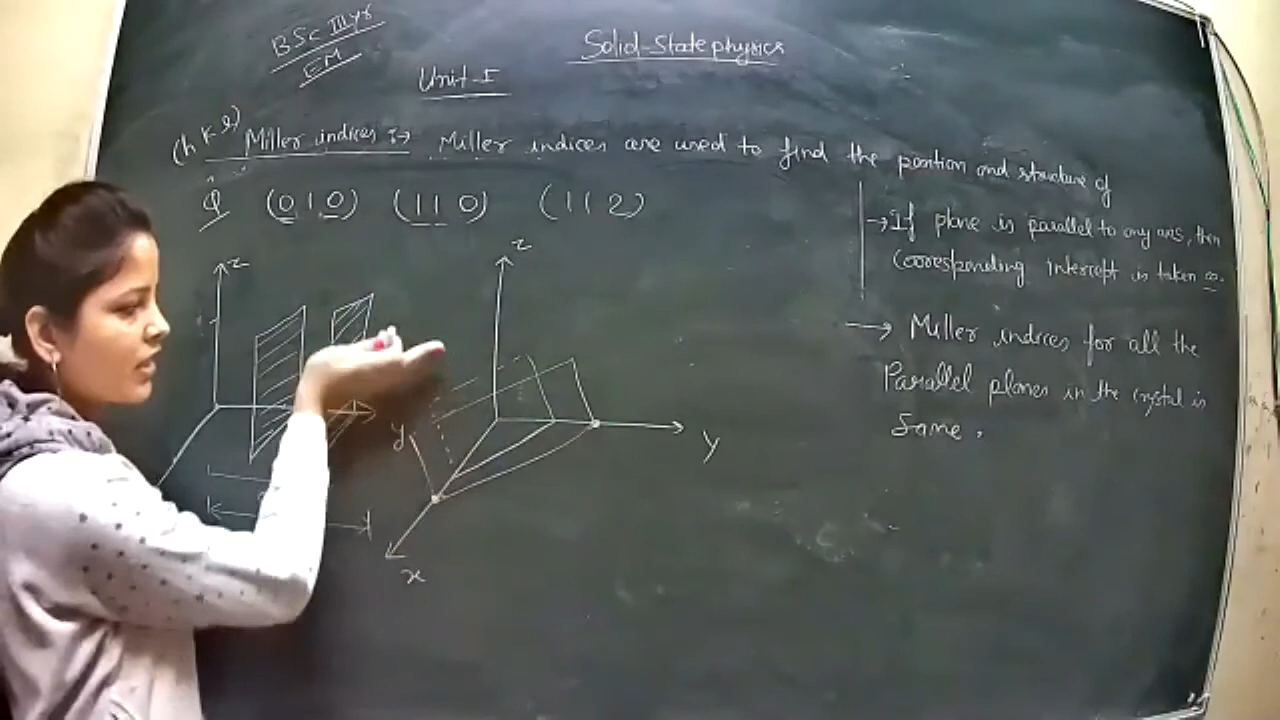 BSc III yr
EM
Solid-State physics
Unit-I
(h k l) Miller indices :→ Miller indices are used to find the position and structure of
Q (0 1 0) (1 1 0) (1 1 2)
→ If plane is parallel to any axis, then
corresponding intercept is taken ∞.
→ Miller indices for all the
Parallel planes in the crystal is
Same.
z
z
y
y
x